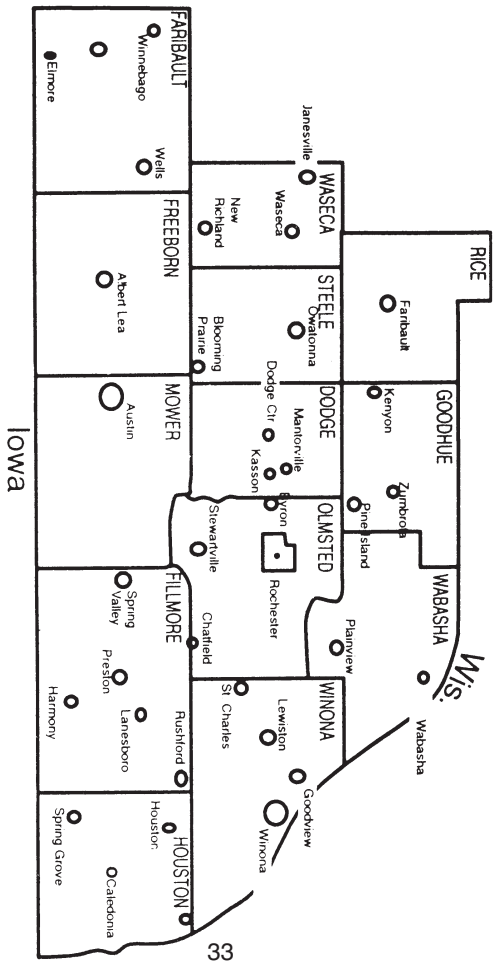 RICE
Faribault
GOODHUE
Kenyon
Zumbrota
Pine Island
WABASHA
Plainview
Wabasha
Wis.
WASECA
Janesville
Waseca
New
Richland
STEELE
Owatonna
Blooming
Prairie
DODGE
Dodge Ctr
Mantorville
Kasson
OLMSTED
Byron
Rochester
Stewartville
Chatfield
WINONA
St Charles
Lewiston
Goodview
Winona
FARIBAULT
Winnebago
Elmore
Wells
FREEBORN
Albert Lea
MOWER
Austin
FILLMORE
Spring
Valley
Preston
Lanesboro
Harmony
Rushford
HOUSTON
Houston
Spring Grove
Caledonia
Iowa
33